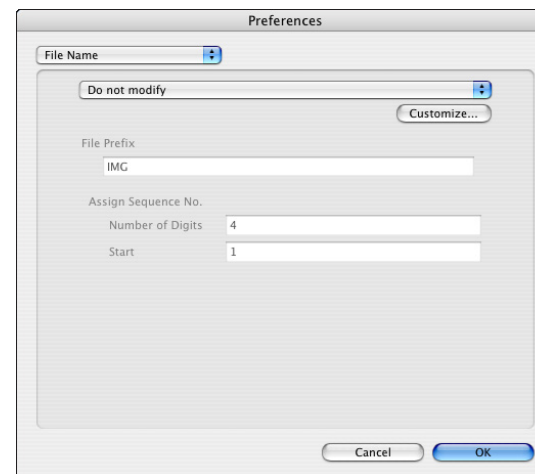 Preferences
File Name
Do not modify
Customize...
File Prefix
IMG
Assign Sequence No.
Number of Digits 4
Start 1
Cancel OK